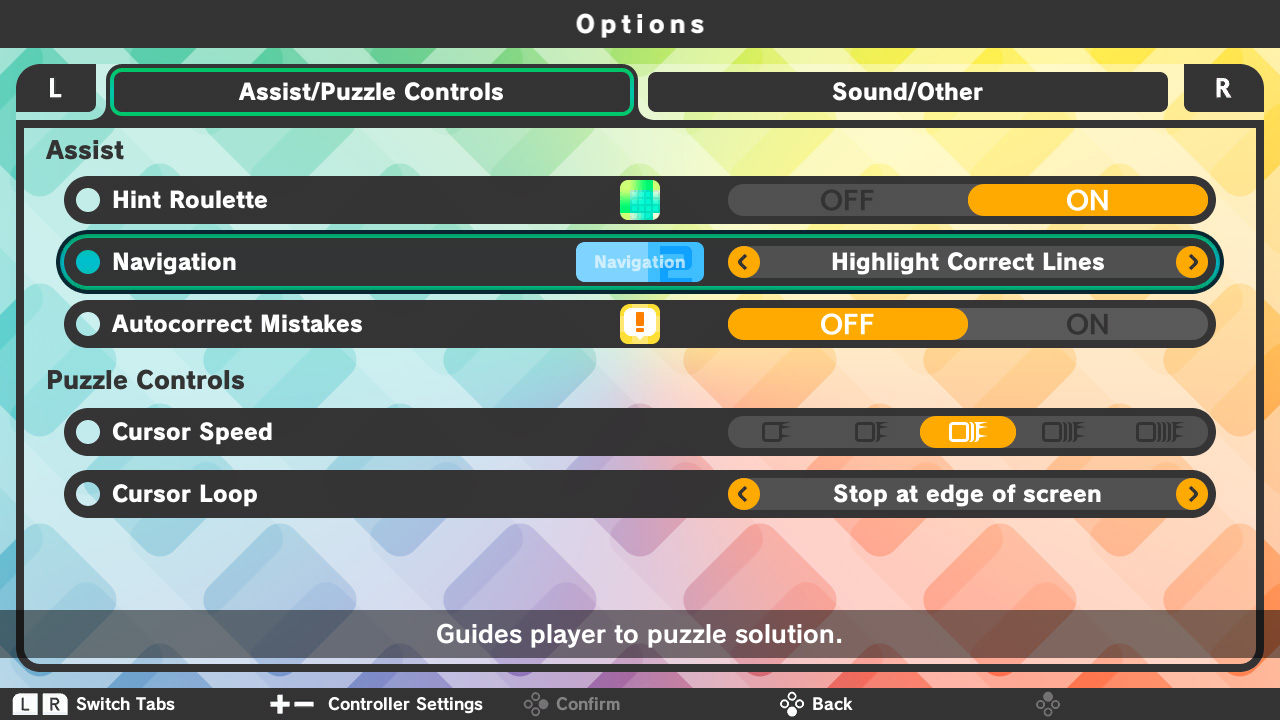 Options
L
Assist/Puzzle Controls
Sound/Other
R
Assist
Hint Roulette
OFF
ON
Navigation
Navigation
2
Highlight Correct Lines
Autocorrect Mistakes
!
OFF
ON
Puzzle Controls
Cursor Speed
Cursor Loop
Stop at edge of screen
Guides player to puzzle solution.
L R Switch Tabs
Controller Settings
Confirm
Back